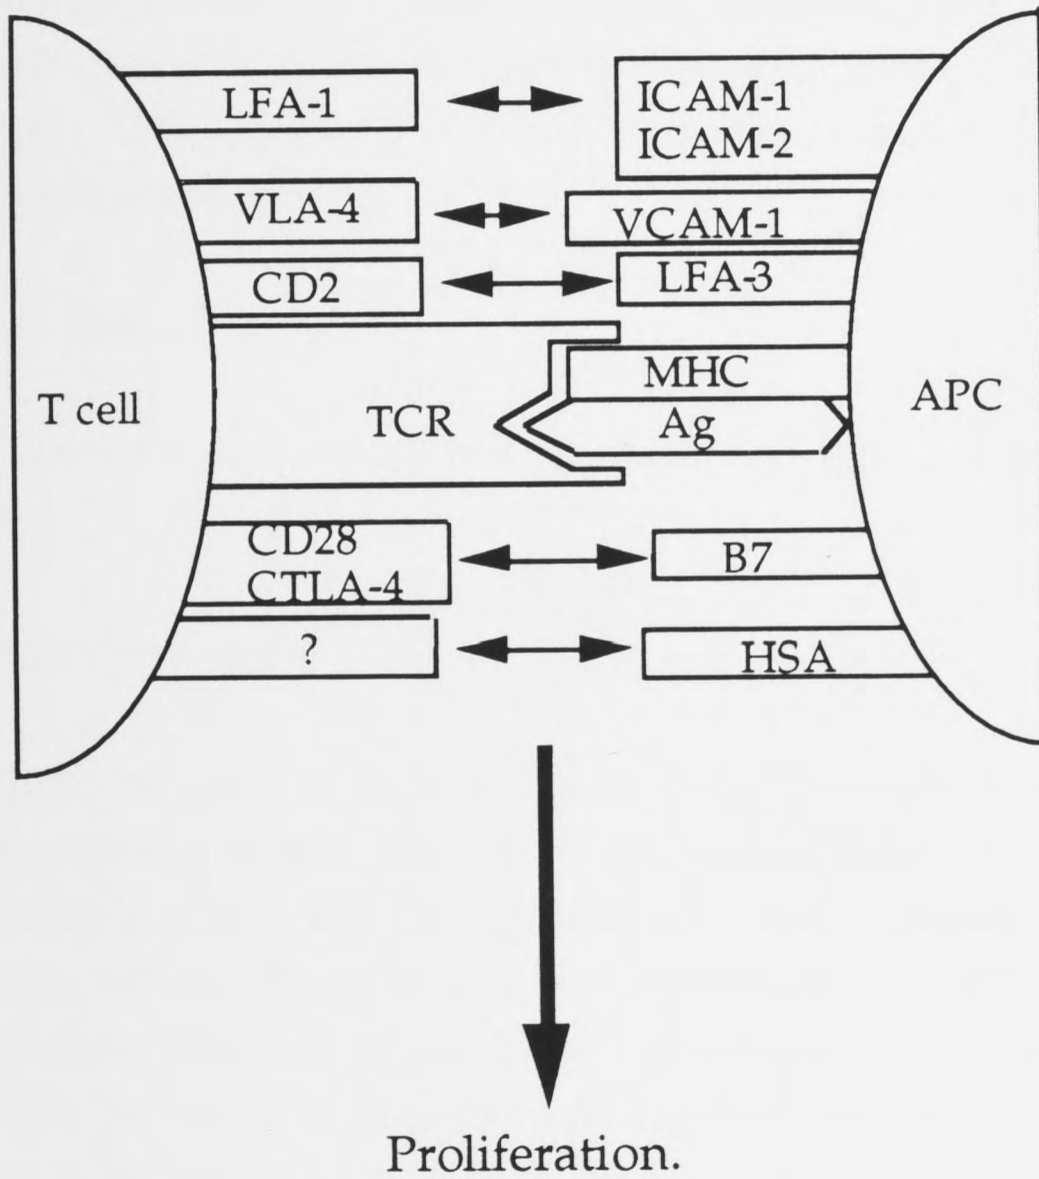 LFA-1
ICAM-1
ICAM-2
VLA-4
VCAM-1
CD2
LFA-3
T cell
TCR
MHC
Ag
APC
CD28
CTLA-4
B7
?
HSA
Proliferation.